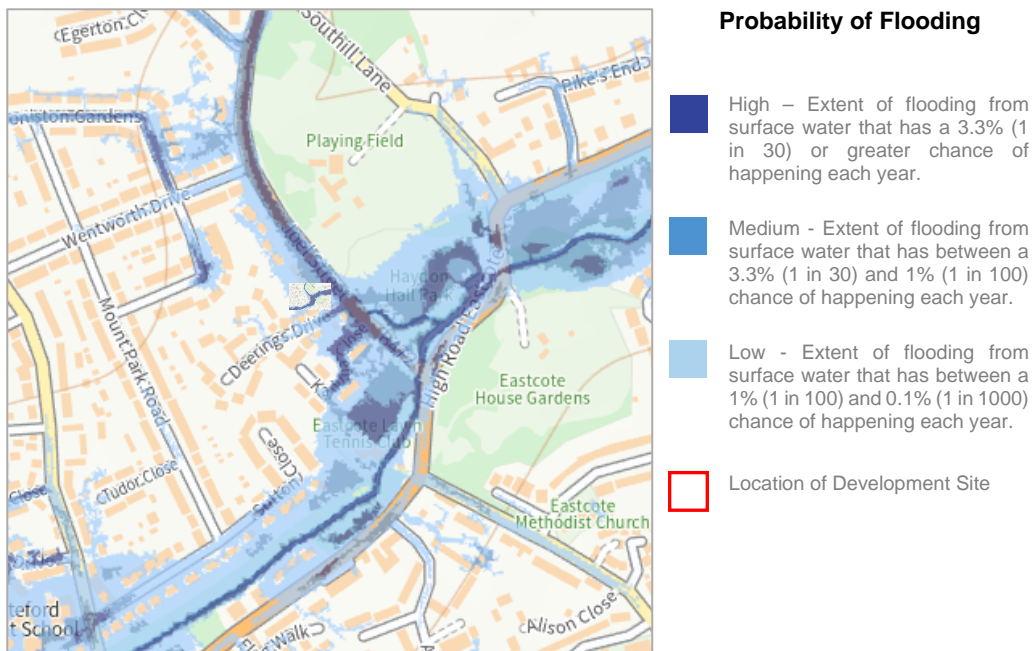 Probability of Flooding
High – Extent of flooding from
surface water that has a 3.3% (1
in 30) or greater chance of
happening each year.
Medium - Extent of flooding from
surface water that has between a
3.3% (1 in 30) and 1% (1 in 100)
chance of happening each year.
Low - Extent of flooding from
surface water that has between a
1% (1 in 100) and 0.1% (1 in 1000)
chance of happening each year.
Location of Development Site
Egerton
Southill Lane
Pike's End
Playing Field
Gardens
Wentworth Drive
Haydon
Hall Park
Mount Park Road
Deerings Drive
High Road
Eastcote
House Gardens
Eastcote Lawn
Tennis Club
Close
Tudor Close
Close
Sutton
Eastcote
Methodist Church
teford
t School
Walk
Alison Close